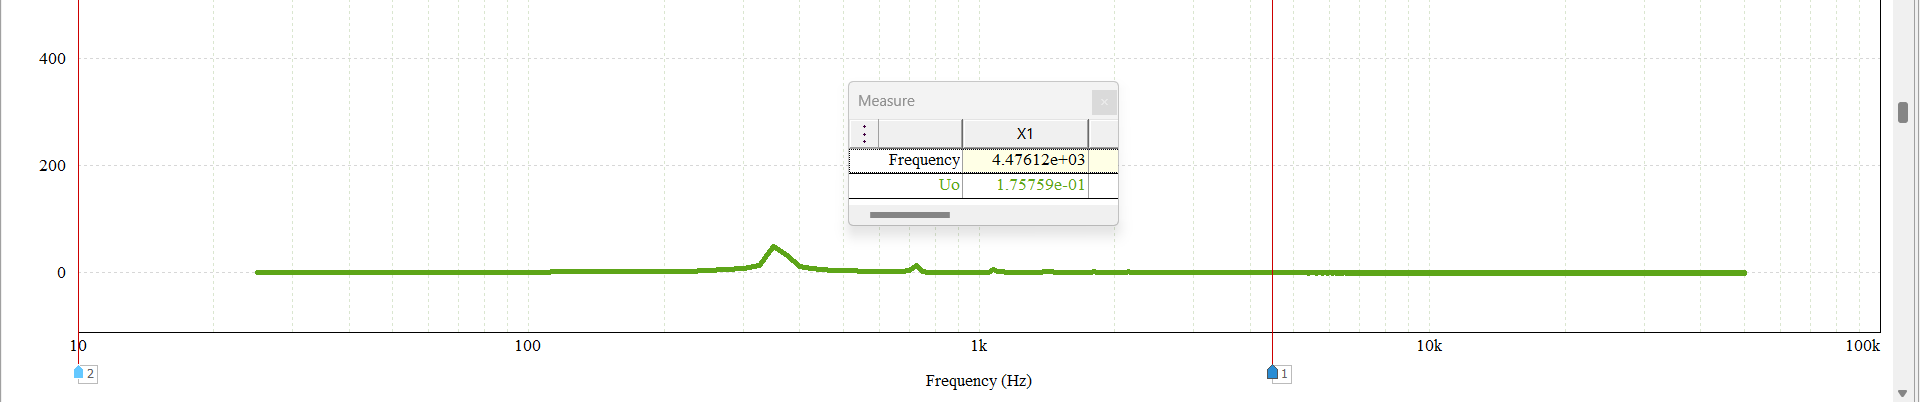 400
Measure
X1
Frequency 4.47612e+03
200
Uo 1.75759e-01
0
10 100 1k 10k 100k
2 1
Frequency (Hz)